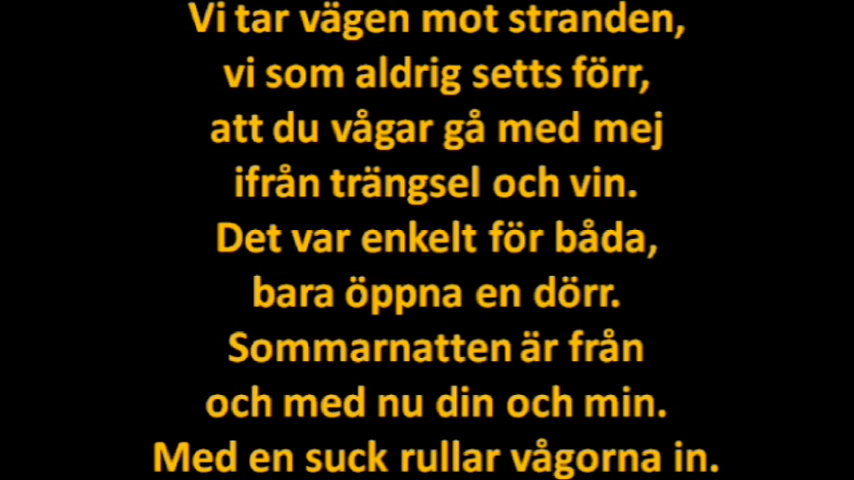 Vi tar vägen mot stranden,
vi som aldrig setts förr,
att du vågar gå med mej
ifrån trängsel och vin.
Det var enkelt för båda,
bara öppna en dörr.
Sommarnatten är från
och med nu din och min.
Med en suck rullar vågorna in.